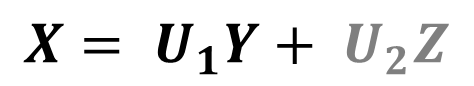 X = U₁Y + U₂Z